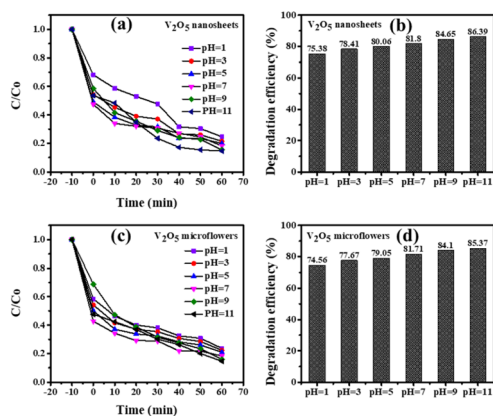 (a)
V₂O₅ nanosheets
pH=1
pH=3
pH=5
pH=7
pH=9
PH=11
C/Co
1.0
0.8
0.6
0.4
0.2
0.0
-20 -10 0 10 20 30 40 50 60 70
Time (min)
V₂O₅ nanosheets
(b)
Degradation efficiency (%)
100
80
60
40
20
0
75.38 78.41 80.06 81.8 84.65 86.39
pH=1 pH=3 pH=5 pH=7 pH=9 pH=11
(c)
V₂O₅ microflowers
pH=1
pH=3
pH=5
pH=7
pH=9
PH=11
C/Co
1.0
0.8
0.6
0.4
0.2
0.0
-20 -10 0 10 20 30 40 50 60 70
Time (min)
V₂O₅ microflowers
(d)
Degradation efficiency (%)
100
80
60
40
20
0
74.56 77.67 79.05 81.71 84.1 85.37
pH=1 pH=3 pH=5 pH=7 pH=9 pH=11